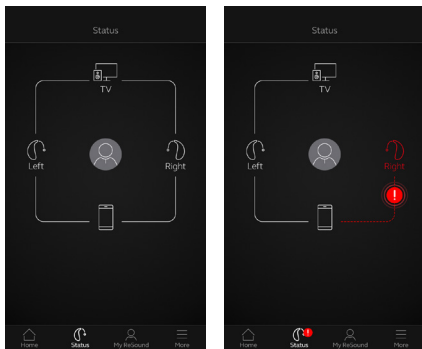 Status
TV
Left
Right
Home
Status
My ReSound
More
Status
TV
Left
Right
!
Home
Status
!
My ReSound
More